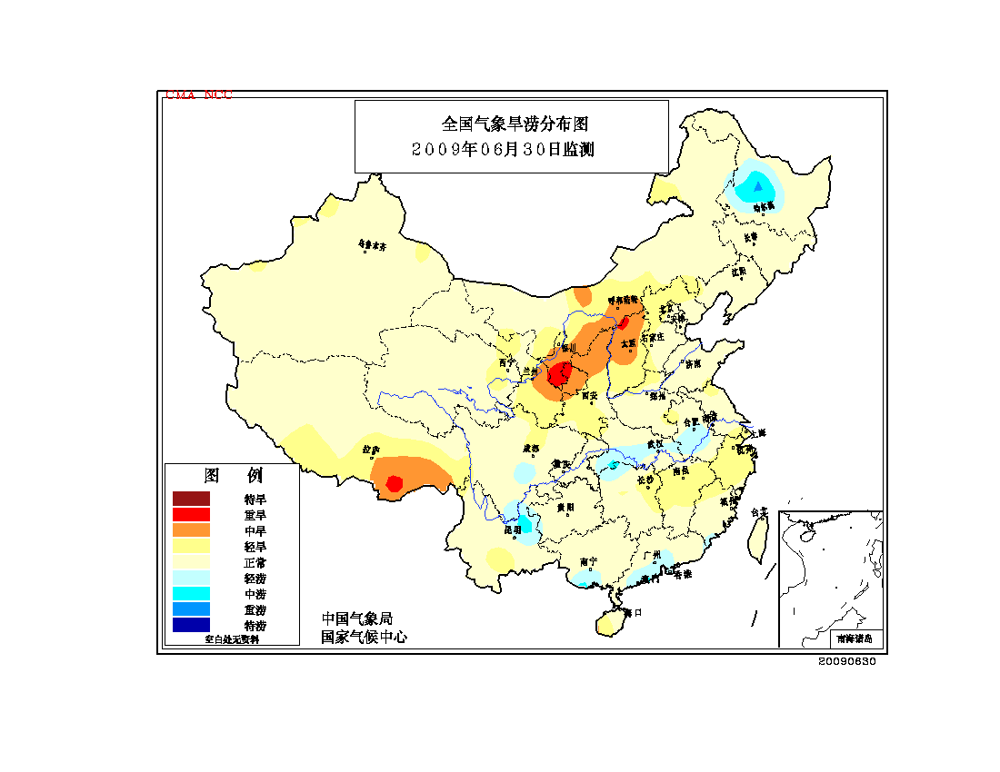 CMA NCC
全国气象旱涝分布图
2009年06月30日监测
哈尔滨
长春
乌鲁木齐
沈阳
呼和浩特
北京
天津
银川
太原
石家庄
西宁
兰州
济南
西安
郑州
合肥
南京
上海
拉萨
成都
武汉
杭州
重庆
南昌
长沙
贵阳
福州
台北
昆明
南宁
广州
澳门
香港
海口
图 例
特旱
重旱
中旱
轻旱
正常
轻涝
中涝
重涝
特涝
空白处无资料
中国气象局
国家气候中心
南海诸岛
20090630